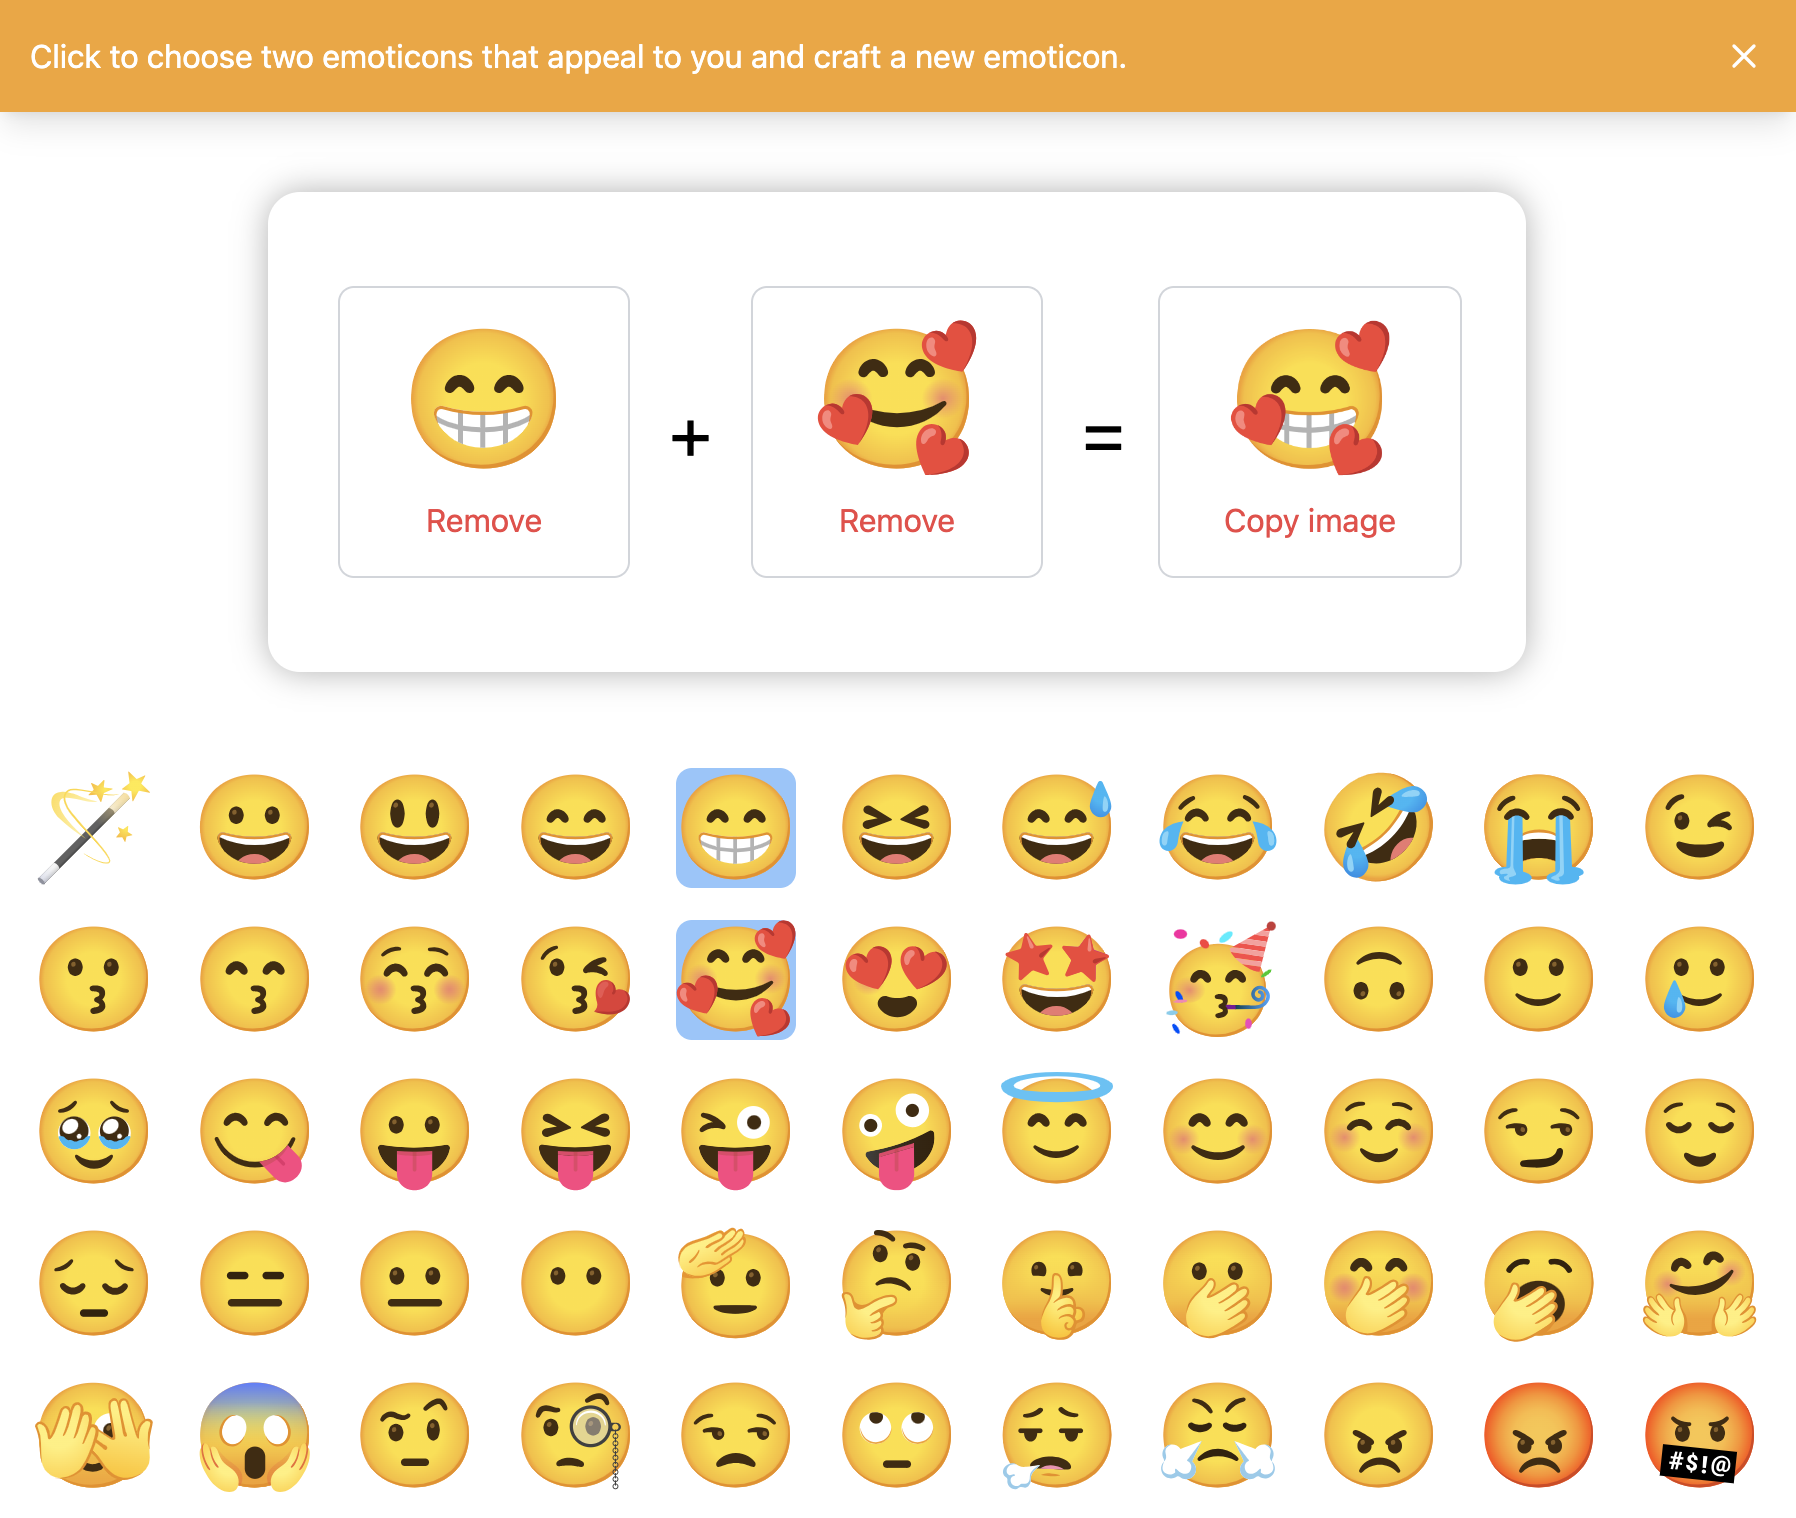 Click to choose two emoticons that appeal to you and craft a new emoticon.
+
=
Remove
Remove
Copy image
#$!@